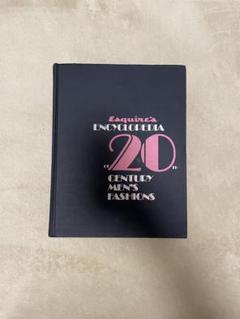 Esquire's
ENCYCLOPEDIA
OF 20TH
CENTURY
MEN'S
FASHIONS